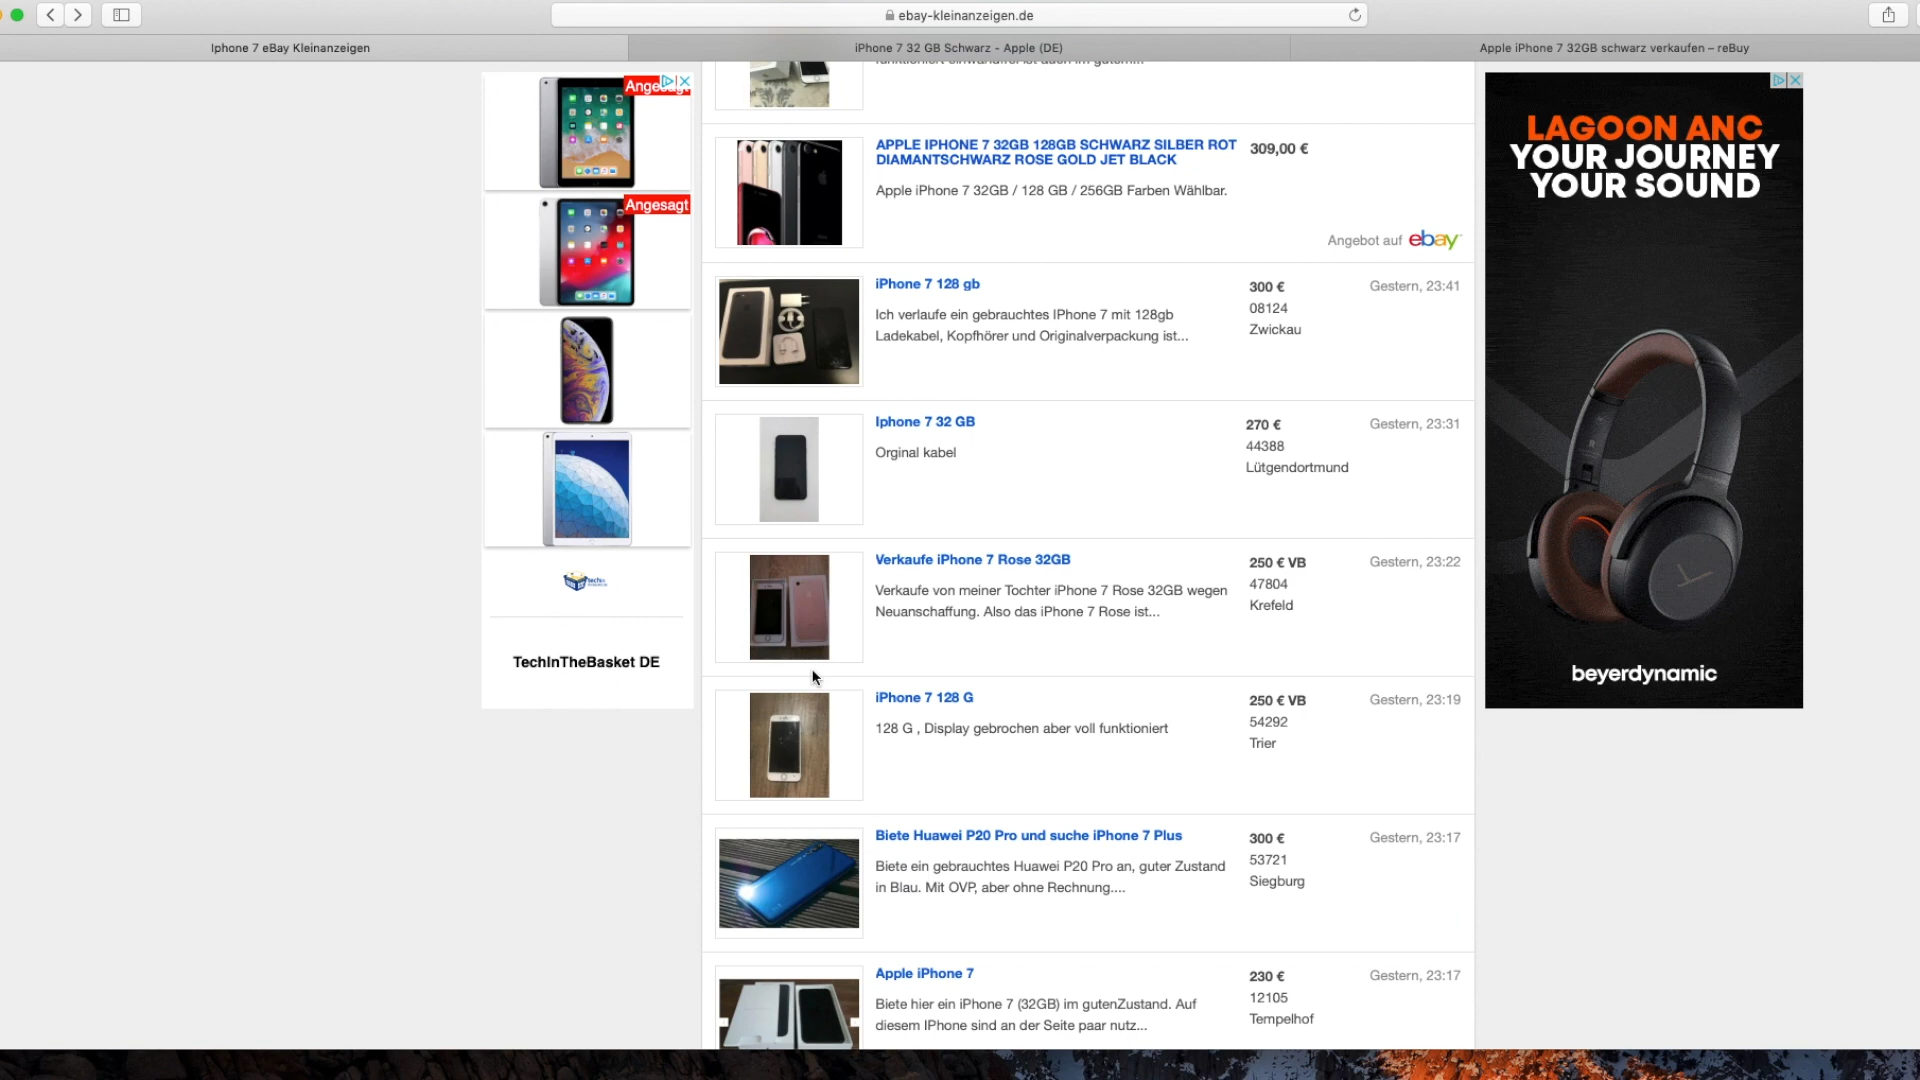 ebay-kleinanzeigen.de
Iphone 7 eBay Kleinanzeigen
iPhone 7 32 GB Schwarz - Apple (DE)
Apple iPhone 7 32GB schwarz verkaufen – reBuy
Angesagt
Angesagt
TechInTheBasket DE
funktioniert einwandfrei ist auch im gutem...
APPLE IPHONE 7 32GB 128GB SCHWARZ SILBER ROT
DIAMANTSCHWARZ ROSE GOLD JET BLACK
309,00 €
Apple iPhone 7 32GB / 128 GB / 256GB Farben Wählbar.
Angebot auf ebay
iPhone 7 128 gb
300 €
Gestern, 23:41
08124
Zwickau
Ich verlaufe ein gebrauchtes IPhone 7 mit 128gb
Ladekabel, Kopfhörer und Originalverpackung ist...
Iphone 7 32 GB
270 €
Gestern, 23:31
44388
Lütgendortmund
Orginal kabel
Verkaufe iPhone 7 Rose 32GB
250 € VB
Gestern, 23:22
47804
Krefeld
Verkaufe von meiner Tochter iPhone 7 Rose 32GB wegen
Neuanschaffung. Also das iPhone 7 Rose ist...
iPhone 7 128 G
250 € VB
Gestern, 23:19
54292
Trier
128 G , Display gebrochen aber voll funktioniert
Biete Huawei P20 Pro und suche iPhone 7 Plus
300 €
Gestern, 23:17
53721
Siegburg
Biete ein gebrauchtes Huawei P20 Pro an, guter Zustand
in Blau. Mit OVP, aber ohne Rechnung....
Apple iPhone 7
230 €
Gestern, 23:17
12105
Tempelhof
Biete hier ein iPhone 7 (32GB) im gutenZustand. Auf
diesem IPhone sind an der Seite paar nutz...
LAGOON ANC
YOUR JOURNEY
YOUR SOUND
beyerdynamic